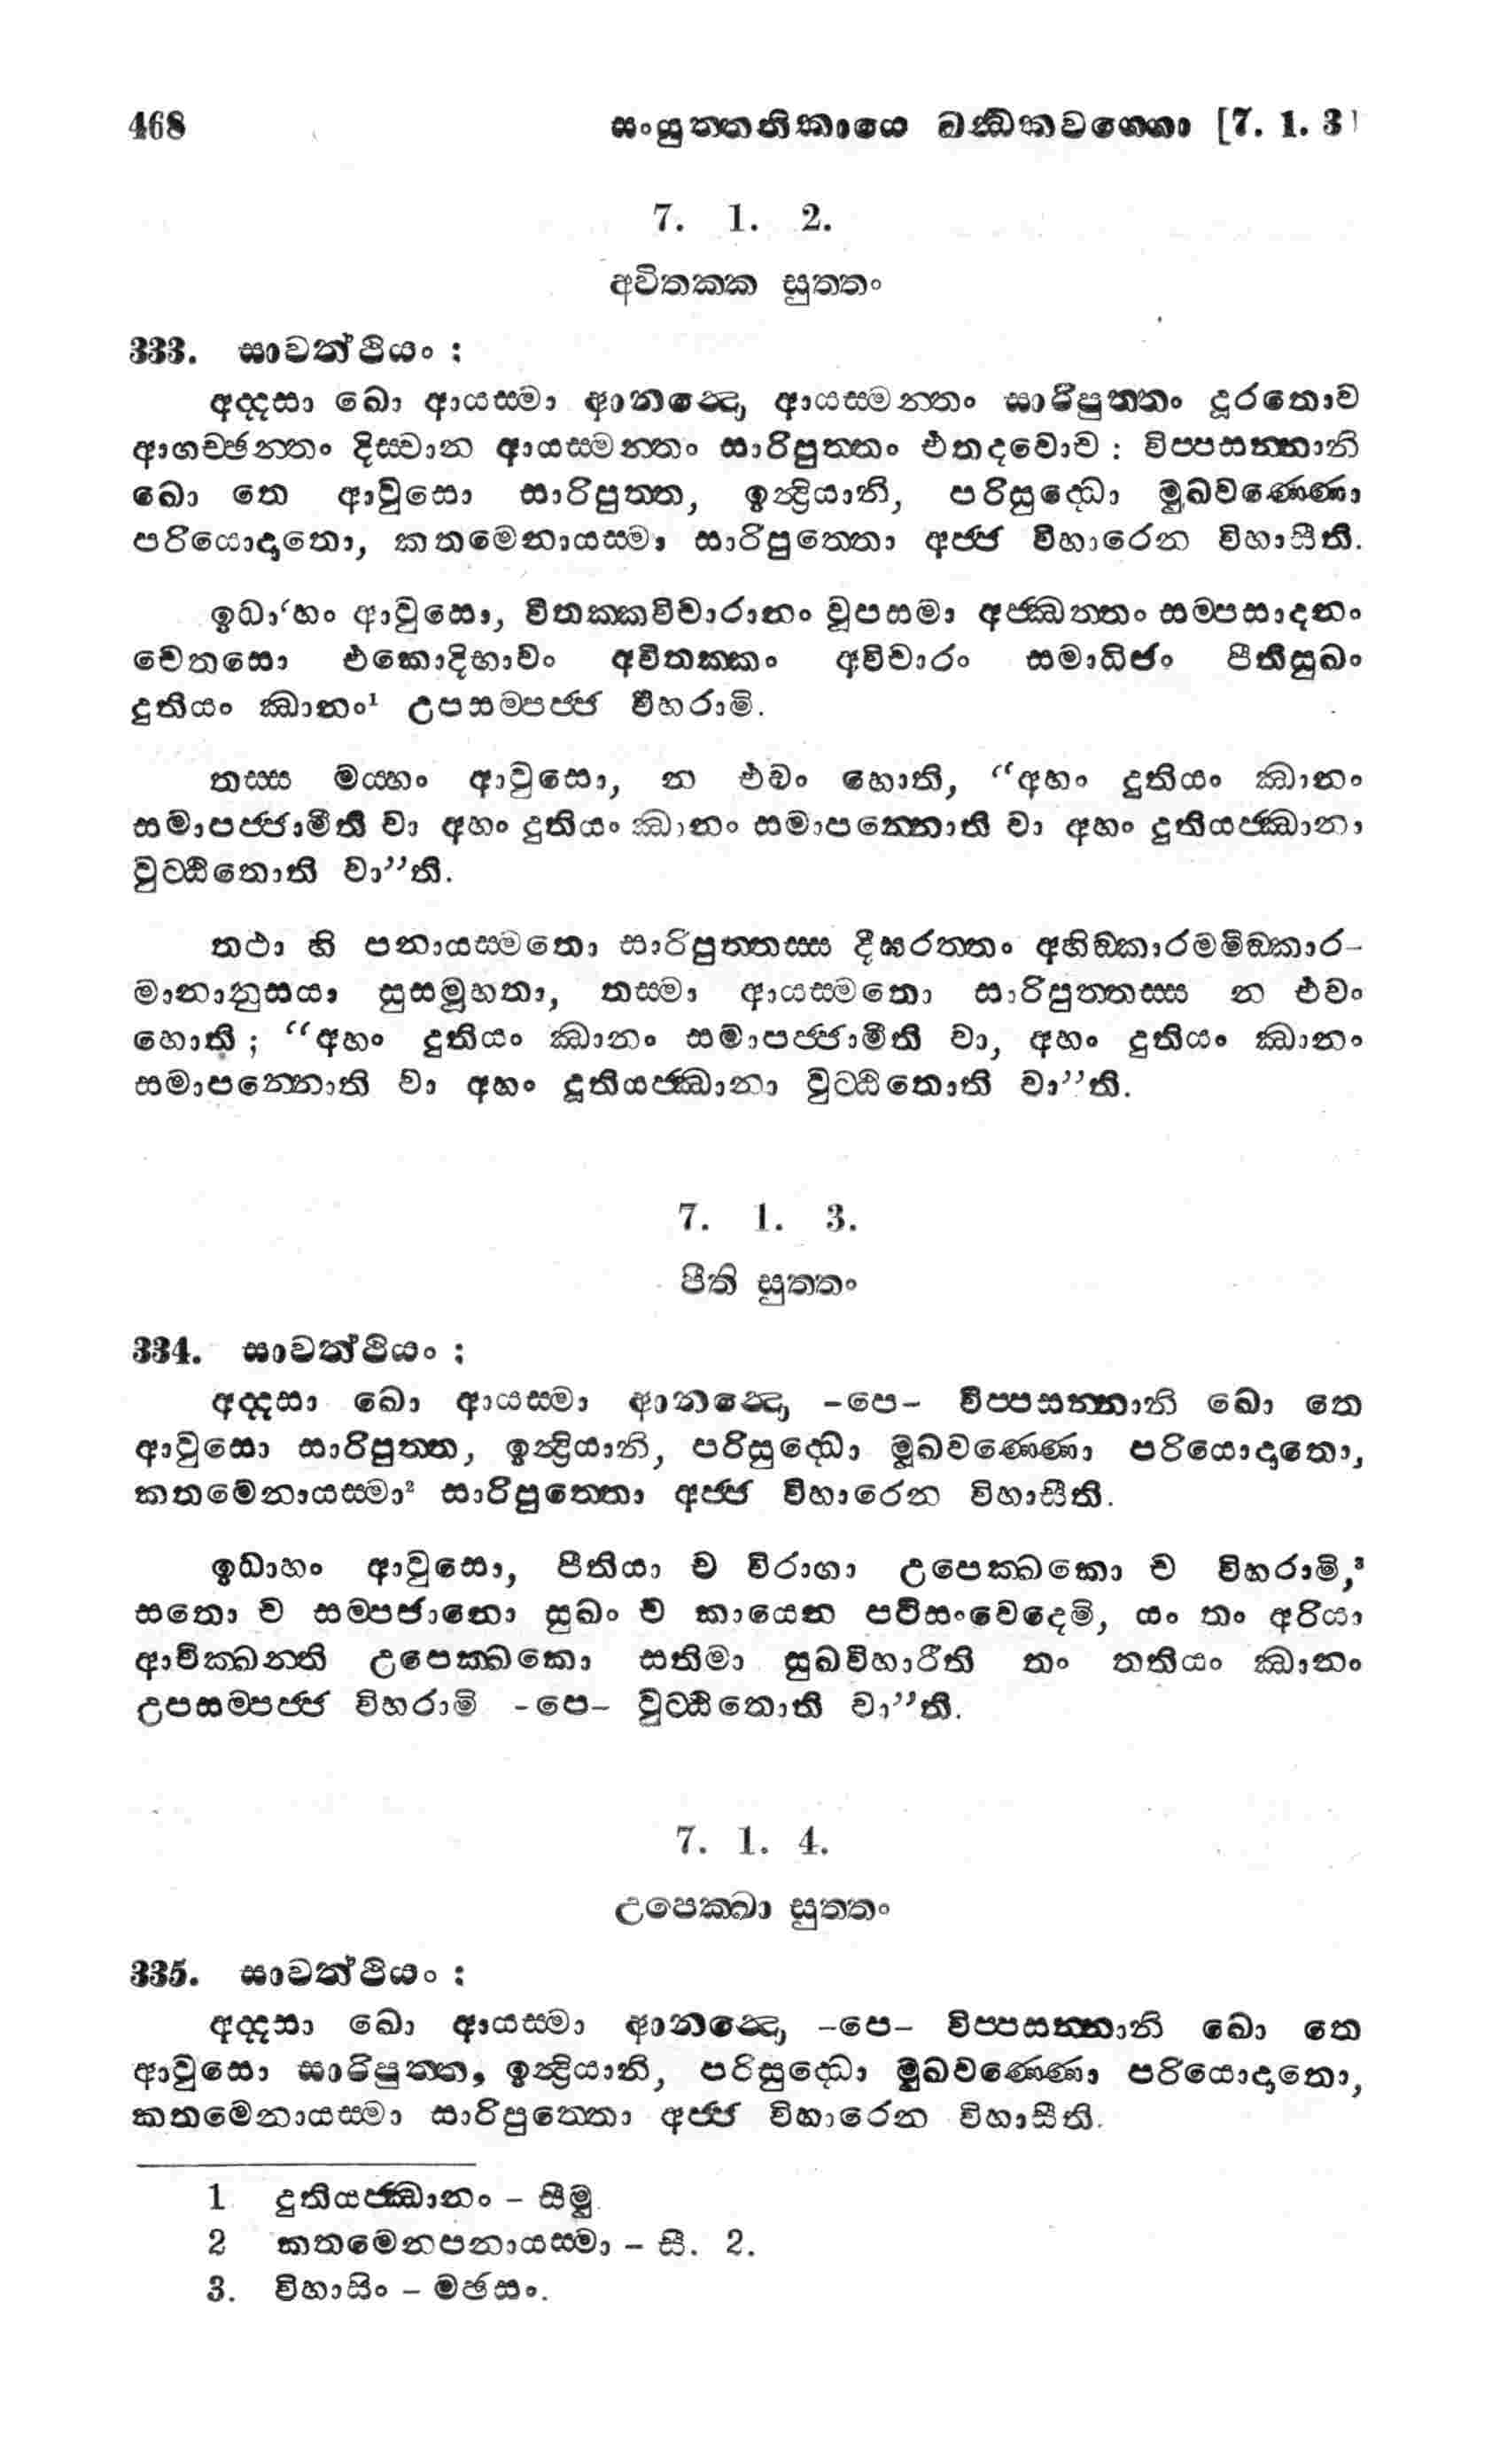 468 සංයුත්තනිකායෙ ඛන්ධකවග්ගො [7. 1. 3]
7. 1. 2.
අවිතක්ක සුත්තං
333. සාවත්ථියං :
අද්දසා ඛො ආයස්මා ආනන්දො, ආයස්මන්තං සාරිපුත්තං දූරතොව
ආගච්ඡන්තං දිස්වාන ආයස්මන්තං සාරිපුත්තං එතදවොච : විප්පසන්නානි
ඛො තෙ ආවුසො සාරිපුත්ත, ඉන්ද්‍රියානි, පරිසුද්ධො මුඛවණ්ණො
පරියොදාතො, කතමෙනායස්මා සාරිපුත්තො අජ්ජ විහාරෙන විහාසීති.
ඉධා‘හං ආවුසො, විතක්කවිචාරානං වූපසමා අජ්ඣත්තං සම්පසාදනං
චෙතසො එකොදිභාවං අවිතක්කං අවිචාරං සමාධිජං පීතිසුඛං
දුතියං ඣානං¹ උපසම්පජ්ජ විහරාමි.
තස්ස මය්හං ආවුසො, න එවං හොති, “අහං දුතියං ඣානං
සමාපජ්ජාමීති වා අහං දුතියං ඣානං සමාපන්නොති වා අහං දුතියජ්ඣානා
වුට්ඨිතොති වා”ති.
තථා හි පනායස්මතො සාරිපුත්තස්ස දීඝරත්තං අහිඞ්කාරමමිඞ්කාර-
මානානුසයා සුසමූහතා, තස්මා ආයස්මතො සාරිපුත්තස්ස න එවං
හොති ; “අහං දුතියං ඣානං සමාපජ්ජාමීති වා, අහං දුතියං ඣානං
සමාපන්නොති වා අහං දූතියජ්ඣානා වුට්ඨිතොති වා”ති.
7. 1. 3.
පීති සුත්තං
334. සාවත්ථියං ;
අද්දසා ඛො ආයස්මා ආනන්දො, -පෙ- විප්පසන්නානි ඛො තෙ
ආවුසො සාරිපුත්ත, ඉන්ද්‍රියානි, පරිසුද්ධො මුඛවණ්ණො පරියොදාතො,
කතමෙනායස්මා² සාරිපුත්තො අජ්ජ විහාරෙන විහාසීති.
ඉධාහං ආවුසො, පීතියා ච විරාගා උපෙක්ඛකො ච විහරාමි,³
සතො ච සම්පජානො සුඛං ච කායෙන පටිසංවෙදෙමි, යං තං අරියා
ආචික්ඛන්ති උපෙක්ඛකො සතිමා සුඛවිහාරීති තං තතියං ඣානං
උපසම්පජ්ජ විහරාමි -පෙ- වුට්ඨිතොති වා”ති.
7. 1. 4.
උපෙක්ඛා සුත්තං
335. සාවත්ථියං :
අද්දසා ඛො ආයස්මා ආනන්දො, -පෙ- විප්පසන්නානි ඛො තෙ
ආවුසො සාරිපුත්ත, ඉන්ද්‍රියානි, පරිසුද්ධො මුඛවණ්ණො පරියොදාතො,
කතමෙනායස්මා සාරිපුත්තො අජ්ජ විහාරෙන විහාසීති.
1 දුතියජ්ඣානං - සීමු
2 කතමෙනපනායස්මා - සී. 2.
3. විහාසිං - මඡසං.